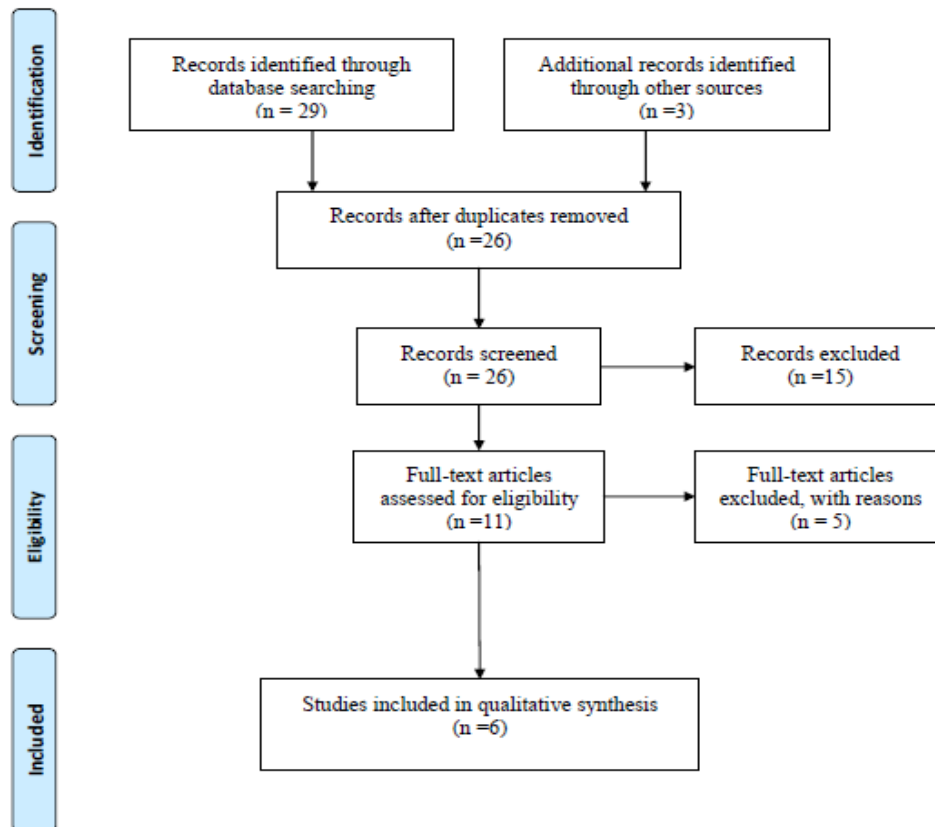 Identification
Records identified through
database searching
(n = 29)
Additional records identified
through other sources
(n =3)
Records after duplicates removed
(n =26)
Screening
Records screened
(n = 26)
Records excluded
(n =15)
Eligibility
Full-text articles
assessed for eligibility
(n =11)
Full-text articles
excluded, with reasons
(n = 5)
Included
Studies included in qualitative synthesis
(n =6)